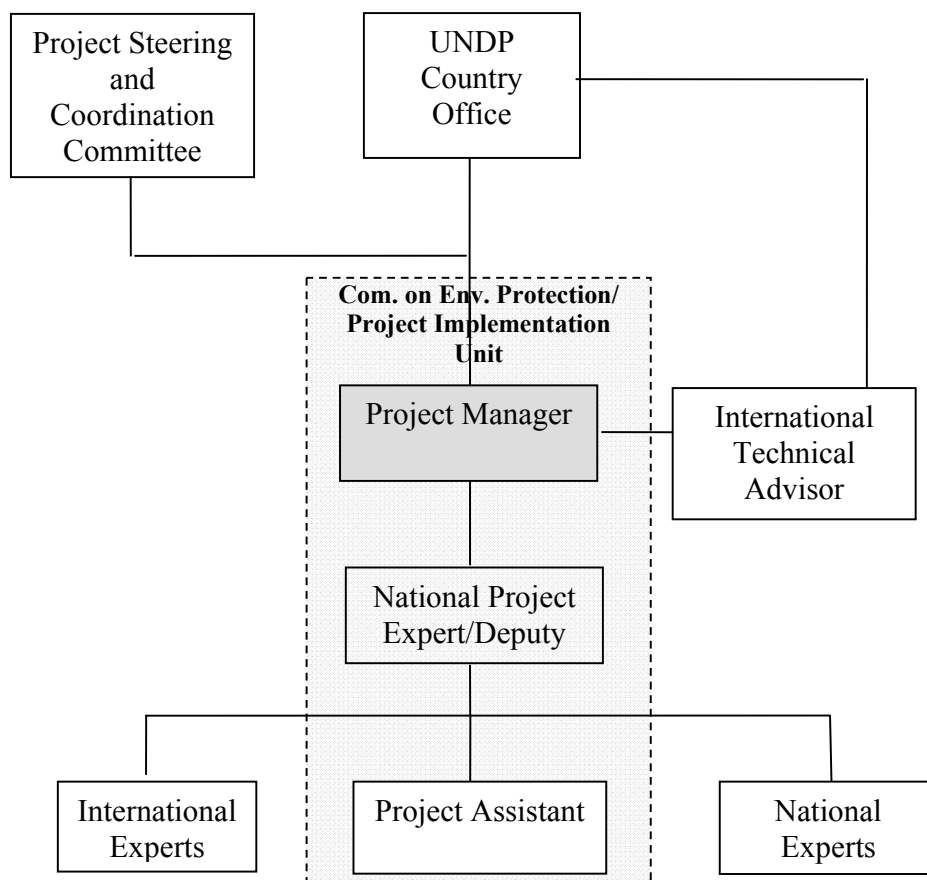 Project Steering
and
Coordination
Committee
UNDP
Country
Office
Com. on Env. Protection/
Project Implementation
Unit
Project Manager
International
Technical
Advisor
National Project
Expert/Deputy
International
Experts
Project Assistant
National
Experts